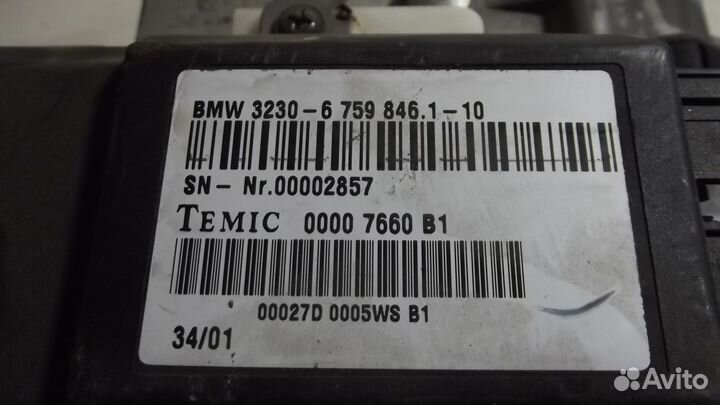 BMW 3230-6 759 846.1-10
SN- Nr.00002857
TEMIC 0000 7660 B1
00027D 0005WS B1
34/01
Avito